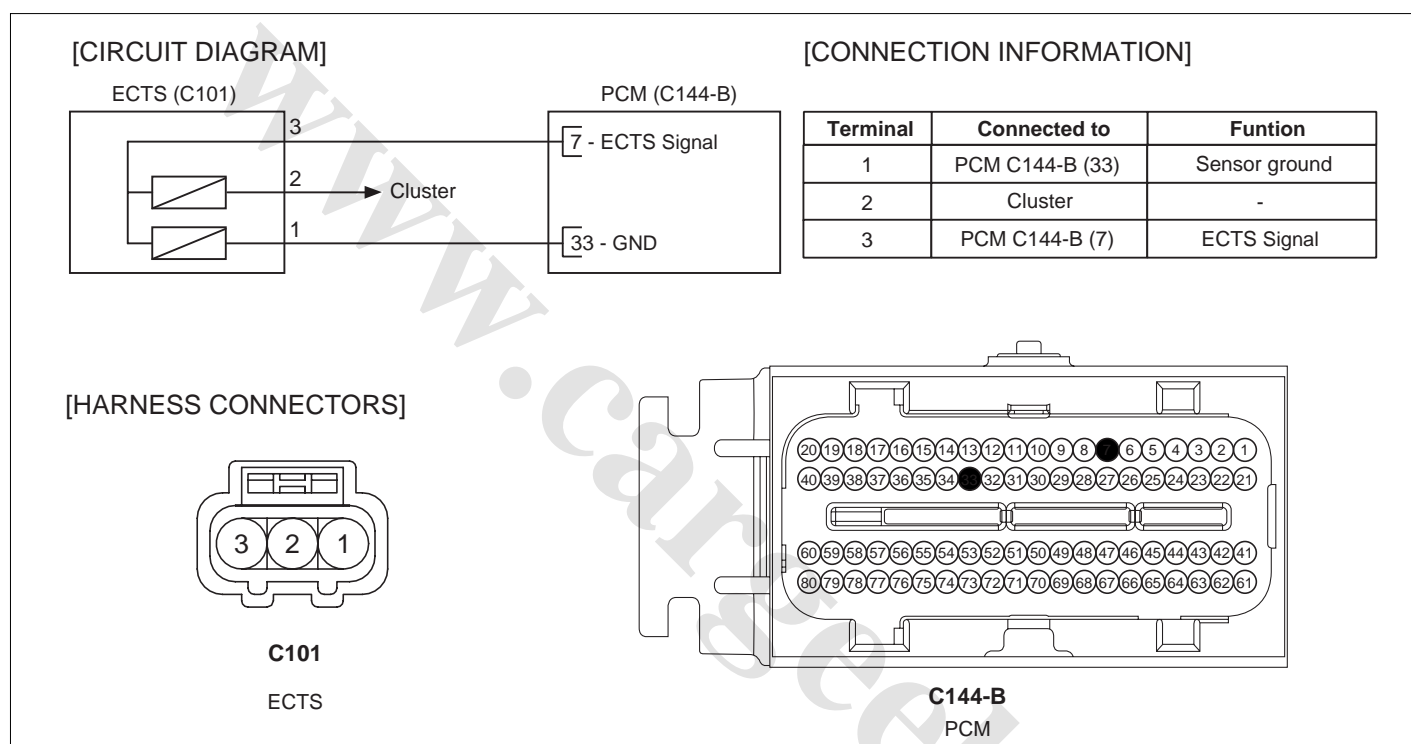 [CIRCUIT DIAGRAM]
ECTS (C101)
PCM (C144-B)
3
7 - ECTS Signal
2
Cluster
1
33 - GND
[CONNECTION INFORMATION]
Terminal Connected to Funtion
1 PCM C144-B (33) Sensor ground
2 Cluster -
3 PCM C144-B (7) ECTS Signal
[HARNESS CONNECTORS]
3 2 1
C101
ECTS
20 19 18 17 16 15 14 13 12 11 10 9 8 7 6 5 4 3 2 1
40 39 38 37 36 35 34 33 32 31 30 29 28 27 26 25 24 23 22 21
60 59 58 57 56 55 54 53 52 51 50 49 48 47 46 45 44 43 42 41
80 79 78 77 76 75 74 73 72 71 70 69 68 67 66 65 64 63 62 61
C144-B
PCM